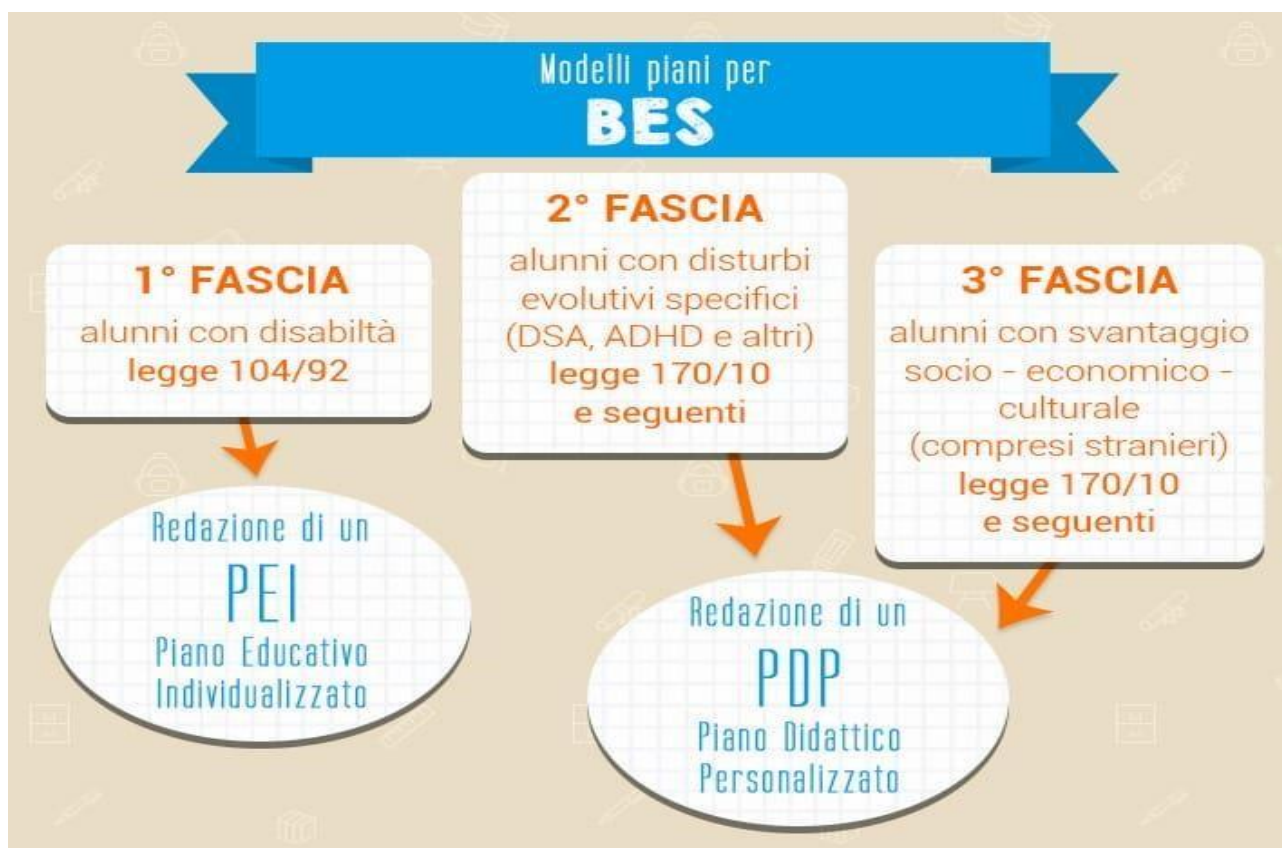 Modelli piani per
BES
1° FASCIA
alunni con disabiltà
legge 104/92
2° FASCIA
alunni con disturbi
evolutivi specifici
(DSA, ADHD e altri)
legge 170/10
e seguenti
3° FASCIA
alunni con svantaggio
socio - economico -
culturale
(compresi stranieri)
legge 170/10
e seguenti
Redazione di un
PEI
Piano Educativo
Individualizzato
Redazione di un
PDP
Piano Didattico
Personalizzato